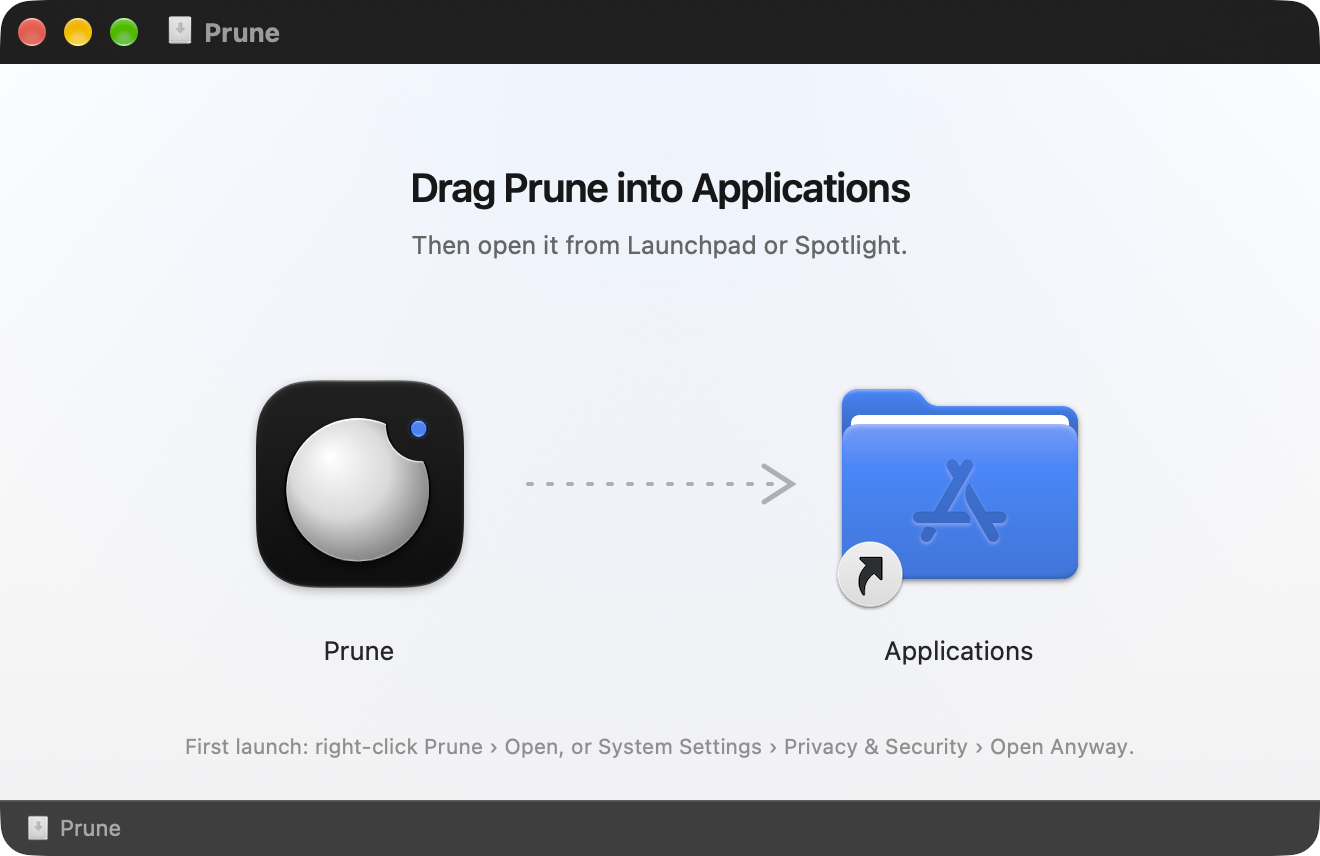 Prune
Drag Prune into Applications
Then open it from Launchpad or Spotlight.
Prune
Applications
First launch: right-click Prune › Open, or System Settings › Privacy & Security › Open Anyway.
Prune